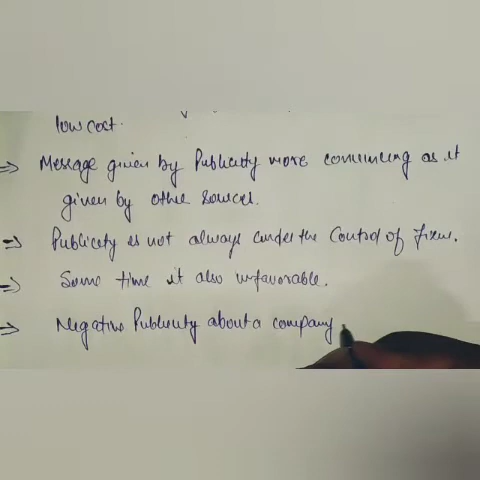 low cost.
⇒ Message given by Publicity more convincing as it
given by other sources.
⇒ Publicity is not always under the Control of firm.
⇒ Some time it also unfavorable.
⇒ Negative Publicity about a company